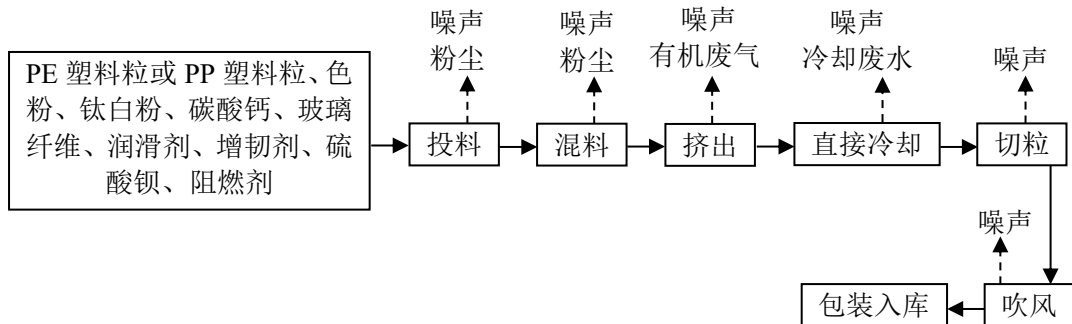 噪声
粉尘
噪声
粉尘
噪声
有机废气
噪声
冷却废水
噪声
PE 塑料粒或 PP 塑料粒、色
粉、钛白粉、碳酸钙、玻璃
纤维、润滑剂、增韧剂、硫
酸钡、阻燃剂
投料
混料
挤出
直接冷却
切粒
噪声
包装入库
吹风